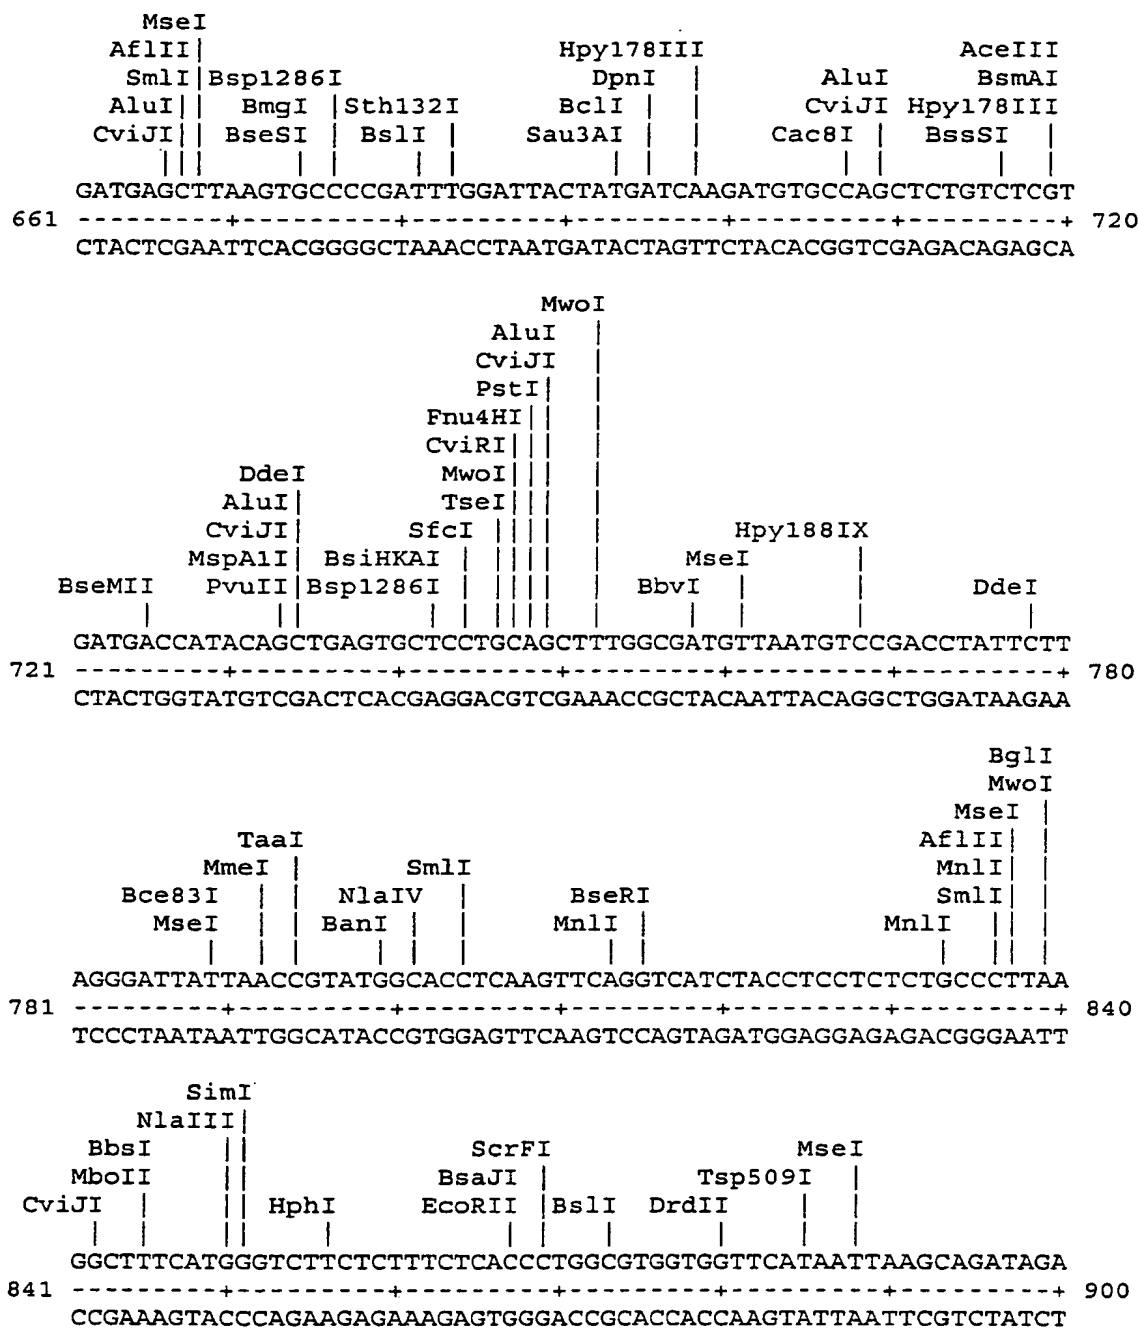 MseI
AflII
SmlI Bsp1286I
AluI BmgI
CviJI BseSI
Sth132I
BslI
Hpy178III
DpnI
BclI
Sau3AI
AluI
CviJI
Cac8I
AceIII
BsmAI
Hpy178III
BssSI
GATGAGCTTAAGTGCCCCGATTTGGATTACTATGATCAAGATGTGCCAGCTCTGTCTCGT
661 ---------+---------+---------+---------+---------+---------+ 720
CTACTCGAATTCACGGGGCTAAACCTAATGATACTAGTTCTACACGGTCGAGACAGAGCA
MwoI
AluI
CviJI
PstI
Fnu4HI
CviRI
DdeI MwoI
AluI TseI
CviJI SfcI Hpy188IX
MspA1I BsiHKAI MseI
BseMII PvuII Bsp1286I BbvI DdeI
GATGACCATACAGCTGAGTGCTCCTGCAGCTTTGGCGATGTTAATGTCCGACCTATTCTT
721 ---------+---------+---------+---------+---------+---------+ 780
CTACTGGTATGTCGACTCACGAGGACGTCGAAACCGCTACAATTACAGGCTGGATAAGAA
BglI
MwoI
MseI
TaaI AflII
MmeI SmlI MnlI
Bce83I NlaIV BseRI SmlI
MseI BanI MnlI MnlI
AGGGATTATTAACCGTATGGCACCTCAAGTTCAGGTCATCTACCTCCTCTCTGCCCTTAA
781 ---------+---------+---------+---------+---------+---------+ 840
TCCCTAATAATTGGCATACCGTGGAGTTCAAGTCCAGTAGATGGAGGAGAGACGGGAATT
SimI
NlaIII
BbsI ScrFI MseI
MboII BsaJI Tsp509I
CviJI HphI EcoRII BslI DrdII
GGCTTTCATGGGTCTTCTCTTTCTCACCCTGGCGTGGTGGTTCATAATTAAGCAGATAGA
841 ---------+---------+---------+---------+---------+---------+ 900
CCGAAAGTACCCAGAAGAGAAAGAGTGGGACCGCACCACCAAGTATTAATTCGTCTATCT